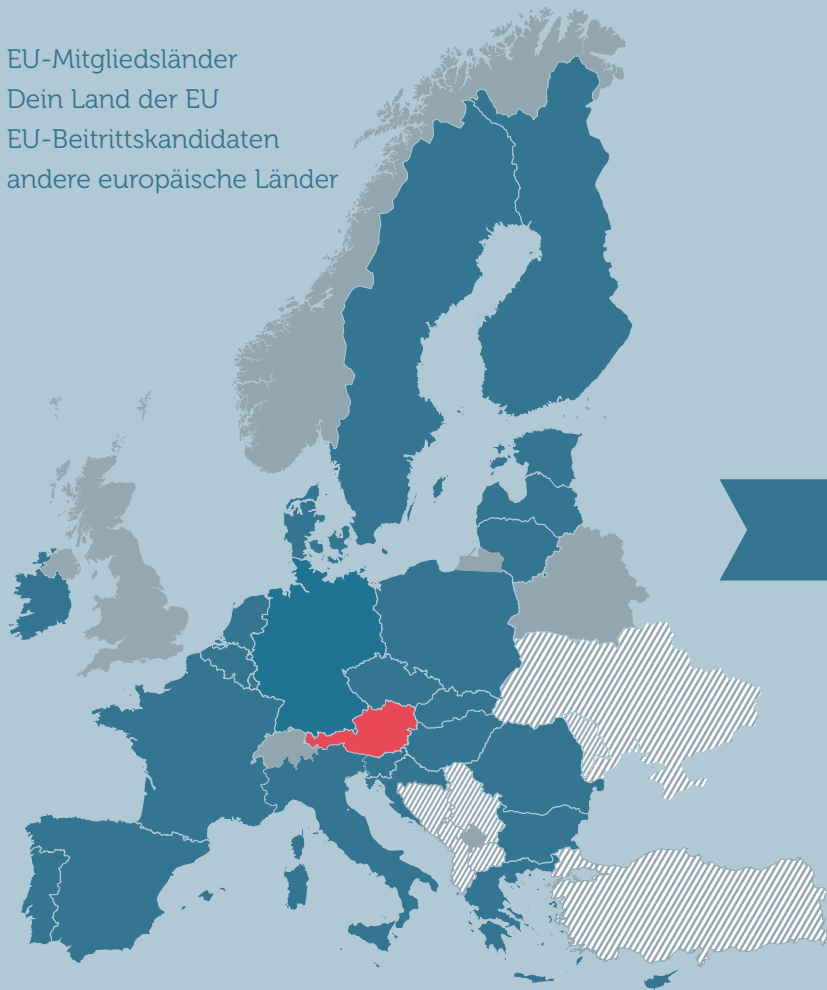 EU-Mitgliedsländer
Dein Land der EU
EU-Beitrittskandidaten
andere europäische Länder